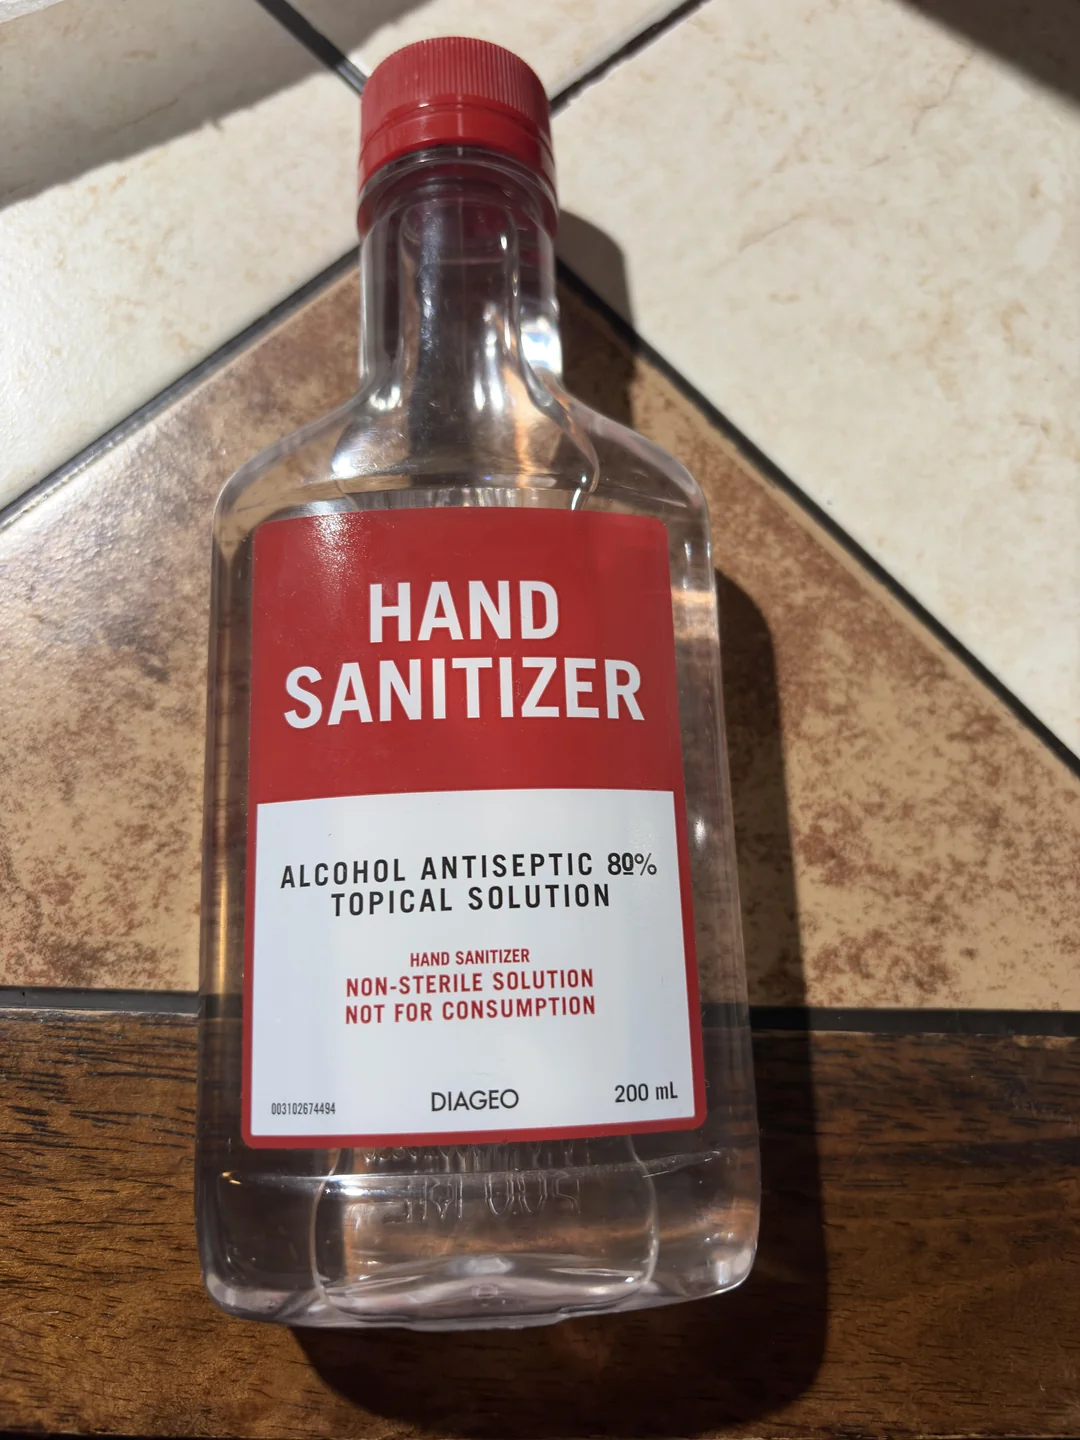 HAND
SANITIZER
ALCOHOL ANTISEPTIC 80%
TOPICAL SOLUTION
HAND SANITIZER
NON-STERILE SOLUTION
NOT FOR CONSUMPTION
003102674494
DIAGEO
200 mL